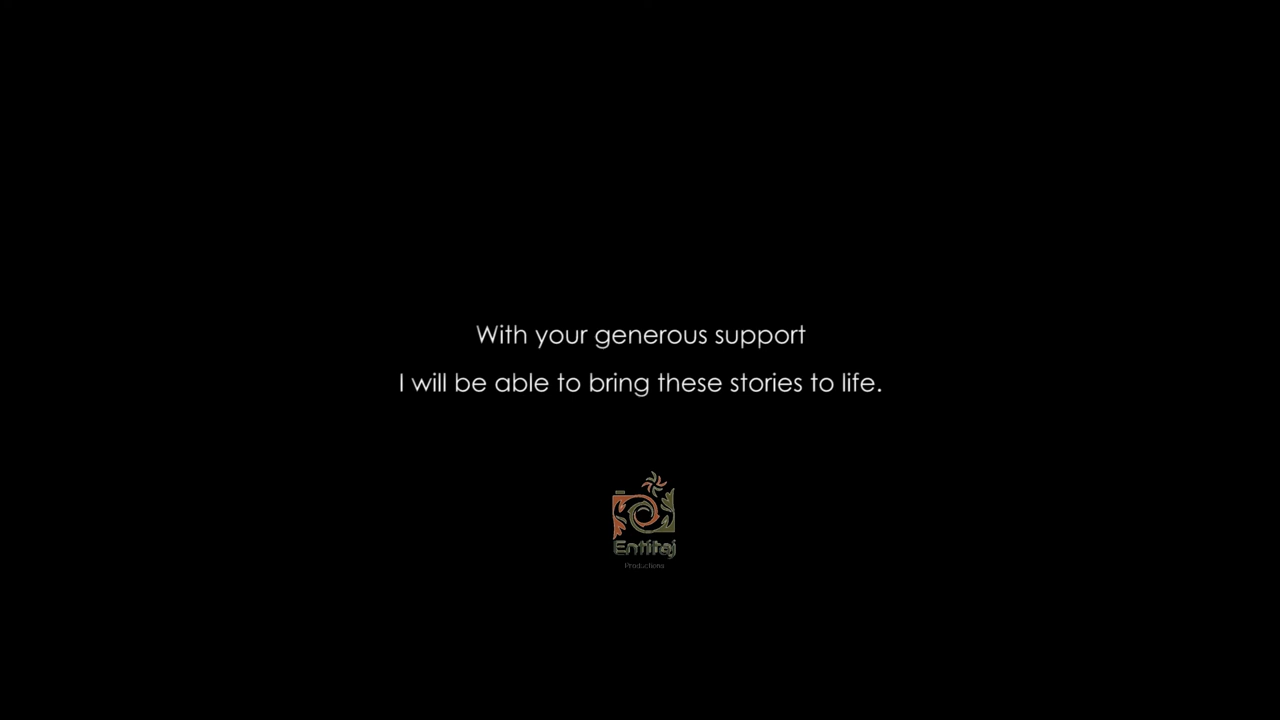 With your generous support
I will be able to bring these stories to life.
Entitaj
Productions